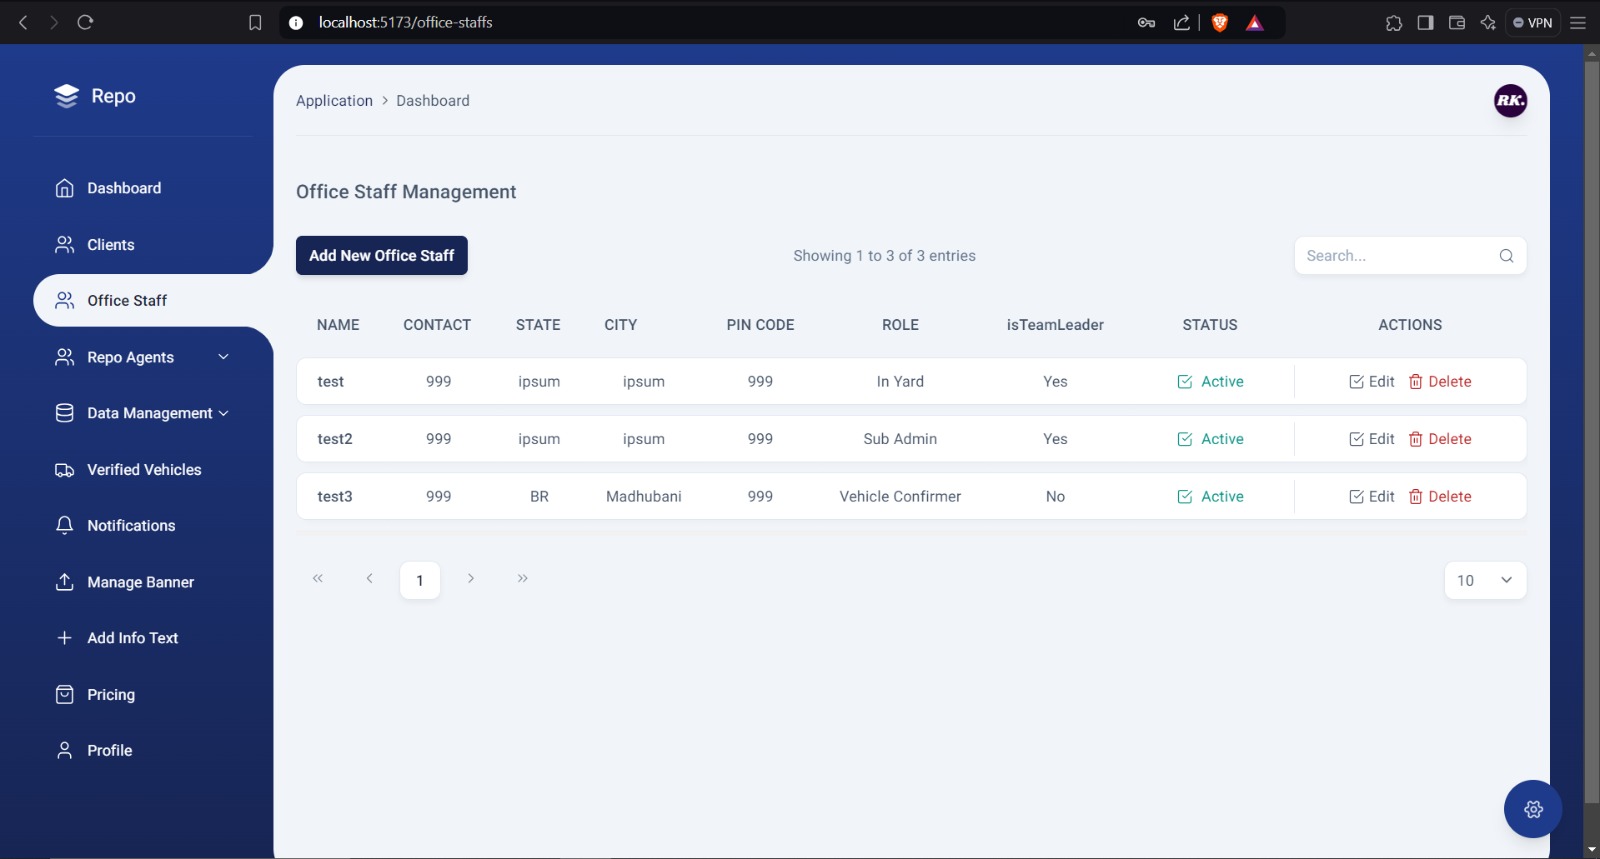 localhost:5173/office-staffs
VPN
Repo
Dashboard
Clients
Office Staff
Repo Agents
Data Management
Verified Vehicles
Notifications
Manage Banner
Add Info Text
Pricing
Profile
Application > Dashboard
RK.
Office Staff Management
Add New Office Staff
Showing 1 to 3 of 3 entries
Search...
NAME CONTACT STATE CITY PIN CODE ROLE isTeamLeader STATUS ACTIONS
test 999 ipsum ipsum 999 In Yard Yes Active Edit Delete
test2 999 ipsum ipsum 999 Sub Admin Yes Active Edit Delete
test3 999 BR Madhubani 999 Vehicle Confirmer No Active Edit Delete
« < 1 > »
10